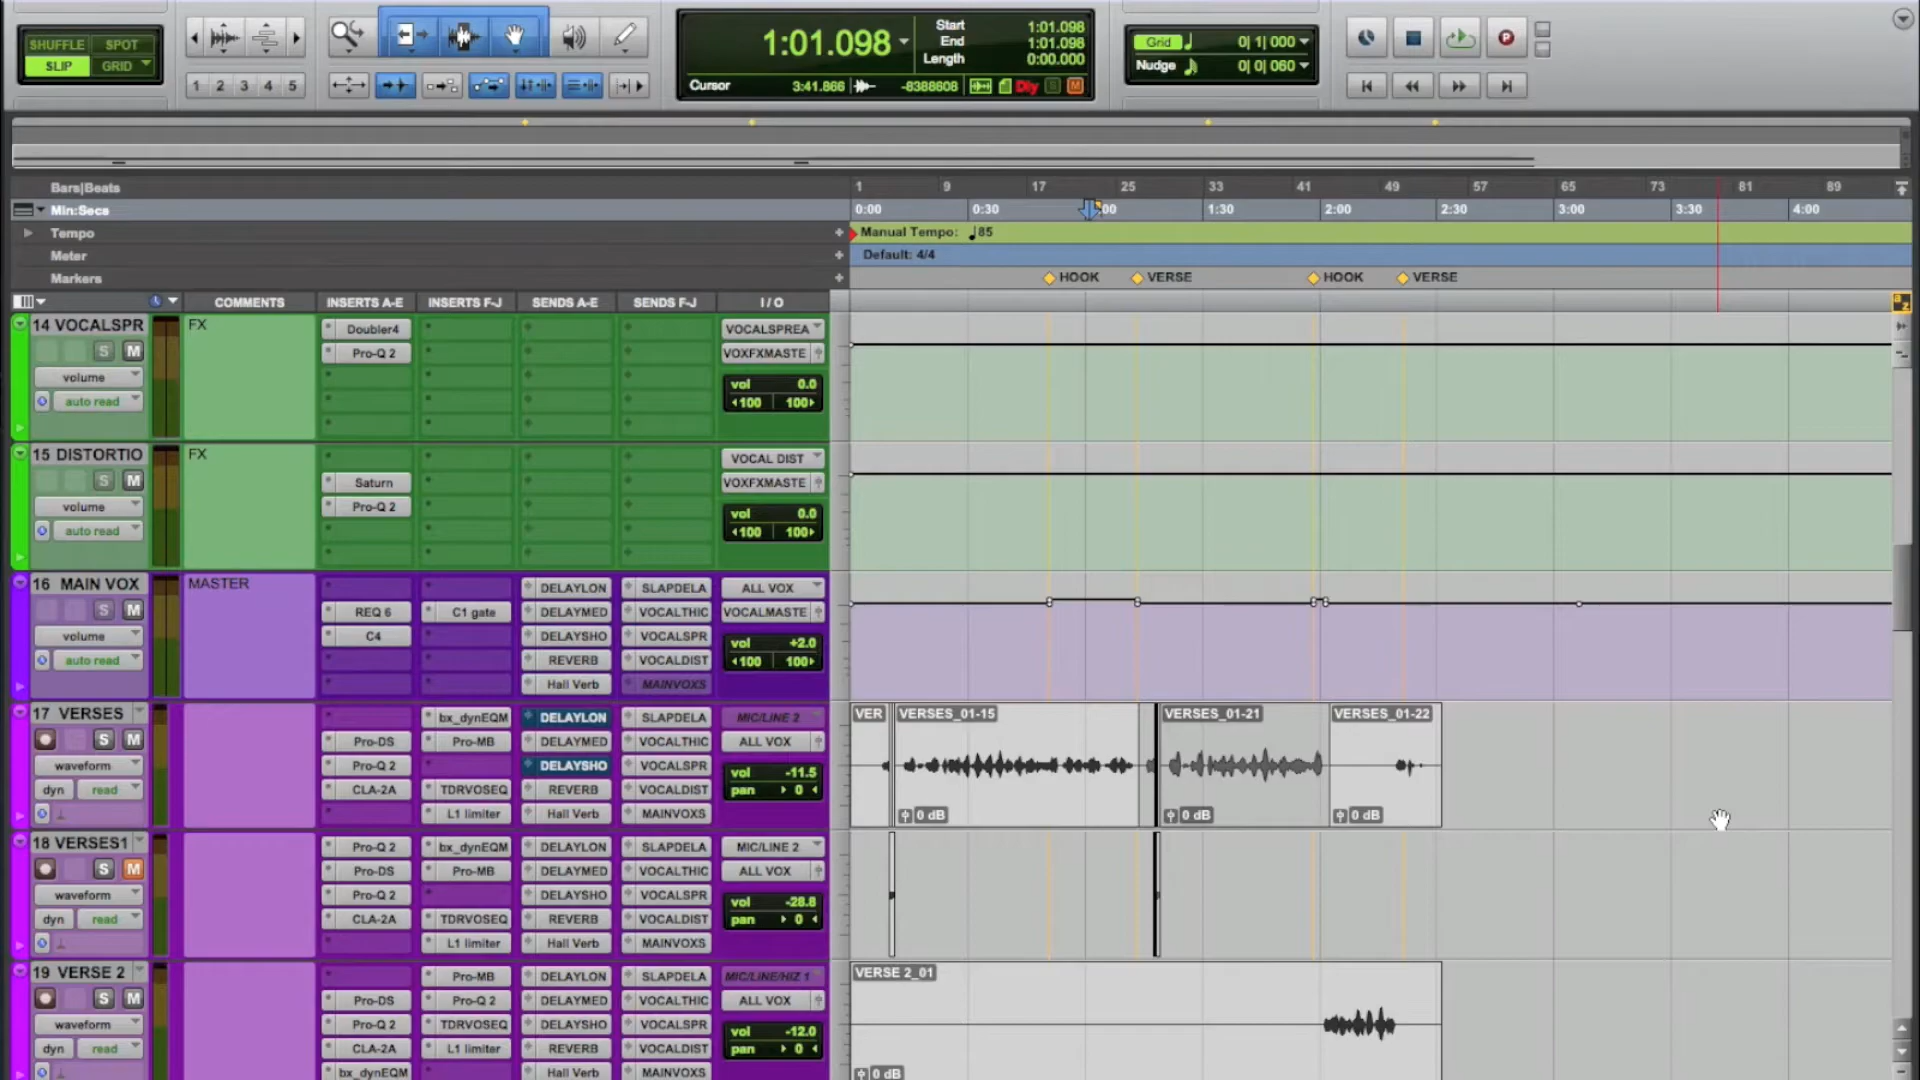 SHUFFLE SPOT
SLIP GRID
1 2 3 4 5
1:01.098
Start 1:01.098
End 1:01.098
Length 0:00.000
Cursor 3:41.866 -8388608 Dly S M
Grid 0| 1| 000
Nudge 0| 0| 060
Bars|Beats 1 9 17 25 33 41 49 57 65 73 81 89
Min:Secs 0:00 0:30 :00 1:30 2:00 2:30 3:00 3:30 4:00
Tempo Manual Tempo: 85
Meter Default: 4/4
Markers HOOK VERSE HOOK VERSE
COMMENTS INSERTS A-E INSERTS F-J SENDS A-E SENDS F-J I / O
14 VOCALSPR FX Doubler4 VOCALSPREA
S M Pro-Q 2 VOXFXMASTE
volume vol 0.0
auto read 100 100
15 DISTORTIO FX VOCAL DIST
S M Saturn VOXFXMASTE
volume Pro-Q 2 vol 0.0
auto read 100 100
16 MAIN VOX MASTER DELAYLON SLAPDELA ALL VOX
S M REQ 6 C1 gate DELAYMED VOCALTHIC VOCALMASTE
volume C4 DELAYSHO VOCALSPR vol +2.0
auto read REVERB VOCALDIST 100 100
Hall Verb MAINVOXS
17 VERSES bx_dynEQM DELAYLON SLAPDELA MIC/LINE 2 VER VERSES_01-15 VERSES_01-21 VERSES_01-22
S M Pro-DS Pro-MB DELAYMED VOCALTHIC ALL VOX
waveform Pro-Q 2 DELAYSHO VOCALSPR vol -11.5
dyn read CLA-2A TDRVOSEQ REVERB VOCALDIST pan 0
L1 limiter Hall Verb MAINVOXS 0 dB 0 dB 0 dB
18 VERSES1 Pro-Q 2 bx_dynEQM DELAYLON SLAPDELA MIC/LINE 2
S M Pro-DS Pro-MB DELAYMED VOCALTHIC ALL VOX
waveform Pro-Q 2 DELAYSHO VOCALSPR vol -28.8
dyn read CLA-2A TDRVOSEQ REVERB VOCALDIST pan 0
L1 limiter Hall Verb MAINVOXS
19 VERSE 2 Pro-MB DELAYLON SLAPDELA MIC/LINE/HIZ 1 VERSE 2_01
S M Pro-DS Pro-Q 2 DELAYMED VOCALTHIC ALL VOX
waveform Pro-Q 2 TDRVOSEQ DELAYSHO VOCALSPR vol -12.0
dyn read CLA-2A L1 limiter REVERB VOCALDIST pan 0
bx_dynEQM Hall Verb MAINVOXS 0 dB